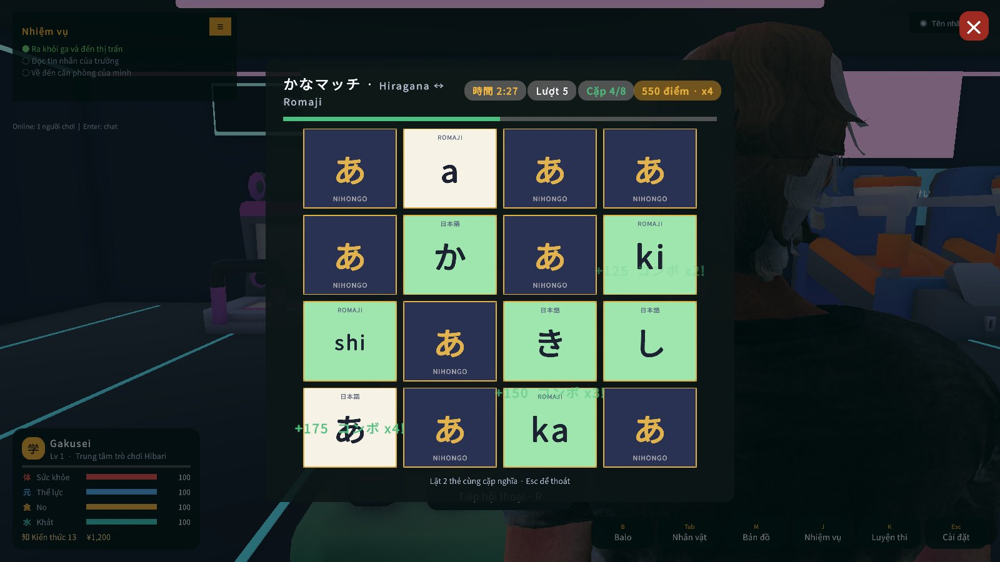 Nhiệm vụ
☰
Ra khỏi ga và đến thị trấn
Đọc tin nhắn của trường
Về đến căn phòng của mình
Online: 1 người chơi | Enter: chat
かなマッチ · Hiragana ↔
Romaji
時間 2:27
Lượt 5
Cặp 4/8
550 điểm · x4
あ
NIHONGO
ROMAJI
a
あ
NIHONGO
あ
NIHONGO
あ
NIHONGO
日本語
か
あ
NIHONGO
ROMAJI
ki
+125 コンボ x2!
ROMAJI
shi
あ
NIHONGO
日本語
き
日本語
し
日本語
あ
+175 コンボ x4!
あ
NIHONGO
+150 コンボ x3!
ROMAJI
ka
あ
NIHONGO
Lật 2 thẻ cùng cặp nghĩa · Esc để thoát
Tiếp hội thoại · R
学
Gakusei
Lv 1 · Trung tâm trò chơi Hibari
体 Sức khỏe 100
元 Thể lực 100
食 No 100
水 Khát 100
知 Kiến thức 13 ¥1,200
B
Balo
Tab
Nhân vật
M
Bản đồ
J
Nhiệm vụ
K
Luyện thi
Esc
Cài đặt
◉ Tên